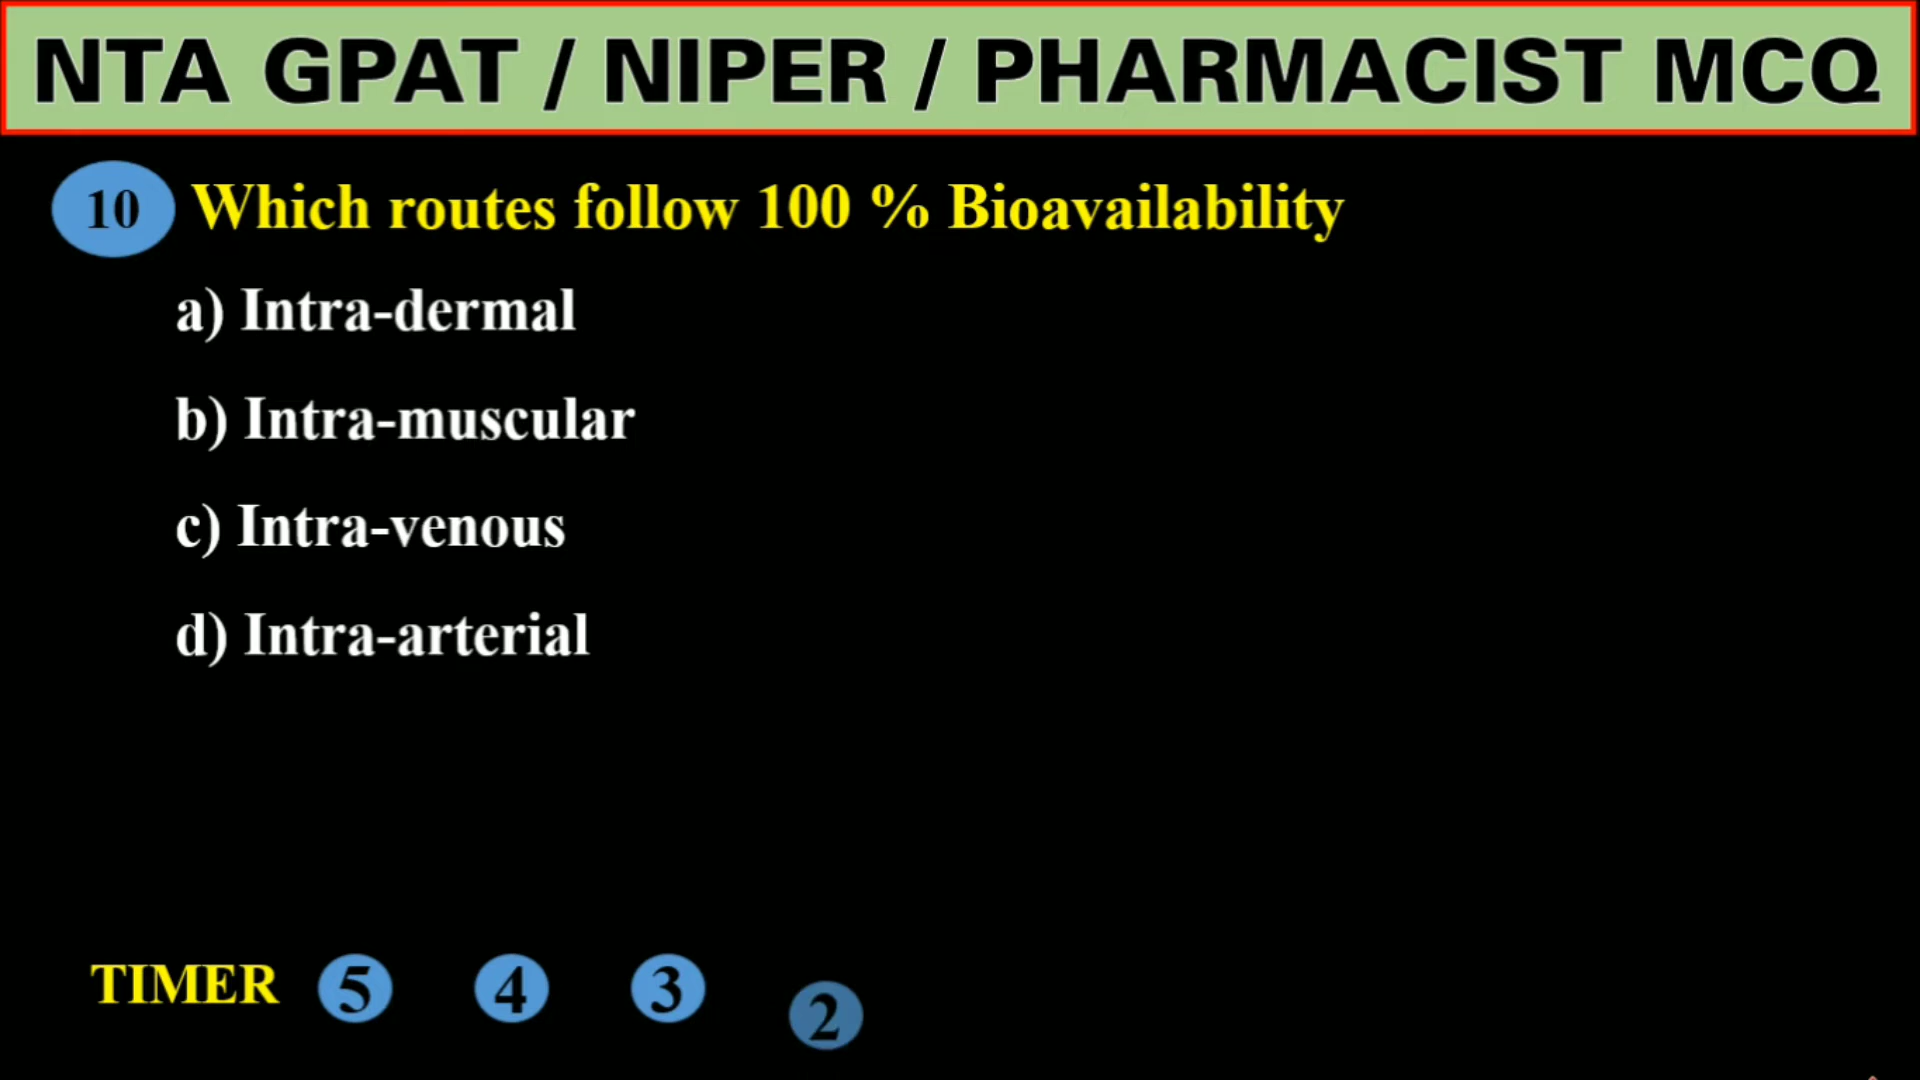 NTA GPAT / NIPER / PHARMACIST MCQ
10 Which routes follow 100 % Bioavailability
a) Intra-dermal
b) Intra-muscular
c) Intra-venous
d) Intra-arterial
TIMER 5 4 3 2